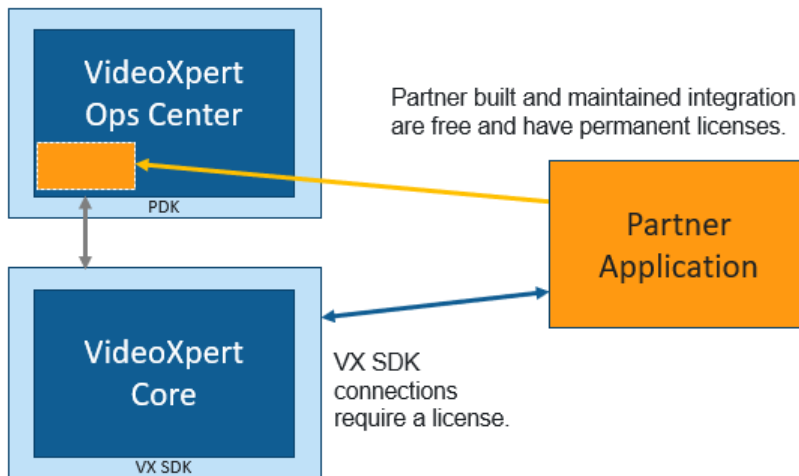 VideoXpert
Ops Center
PDK
Partner built and maintained integration
are free and have permanent licenses.
Partner
Application
VideoXpert
Core
VX SDK
VX SDK
connections
require a license.